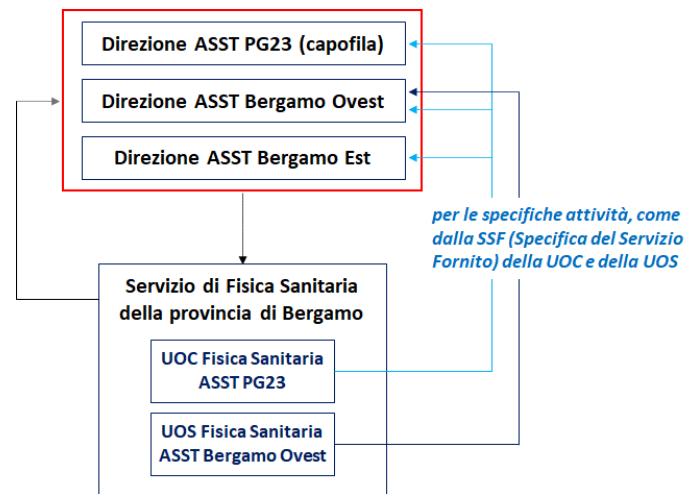 Direzione ASST PG23 (capofila)
Direzione ASST Bergamo Ovest
Direzione ASST Bergamo Est
per le specifiche attività, come
dalla SSF (Specifica del Servizio
Fornito) della UOC e della UOS
Servizio di Fisica Sanitaria
della provincia di Bergamo
UOC Fisica Sanitaria
ASST PG23
UOS Fisica Sanitaria
ASST Bergamo Ovest